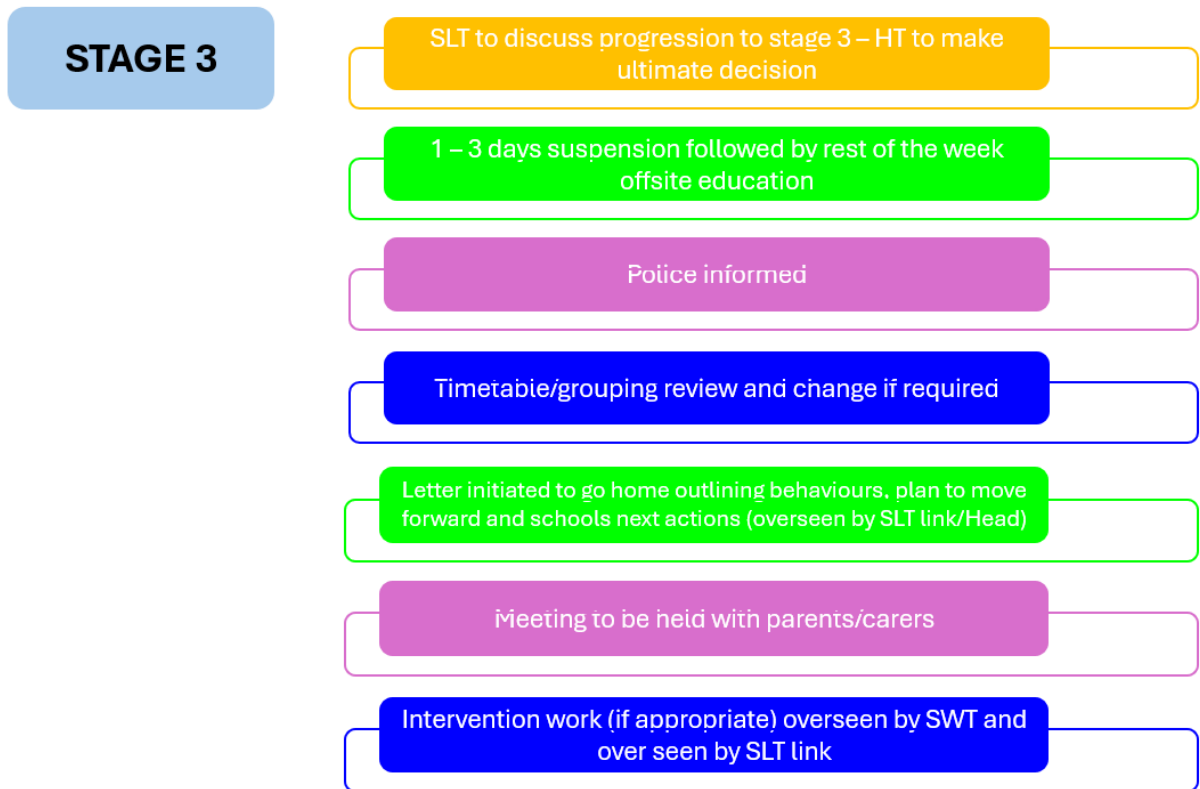 STAGE 3
SLT to discuss progression to stage 3 – HT to make
ultimate decision
1 – 3 days suspension followed by rest of the week
offsite education
Police informed
Timetable/grouping review and change if required
Letter initiated to go home outlining behaviours, plan to move
forward and schools next actions (overseen by SLT link/Head)
Meeting to be held with parents/carers
Intervention work (if appropriate) overseen by SWT and
over seen by SLT link